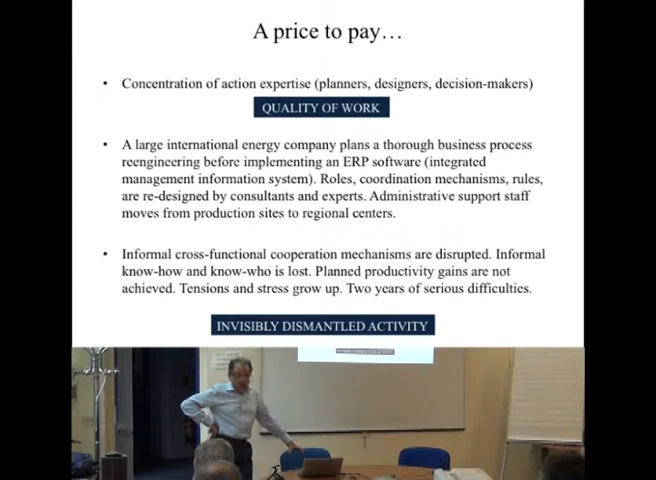 A price to pay…
• Concentration of action expertise (planners, designers, decision-makers)
QUALITY OF WORK
• A large international energy company plans a thorough business process
reengineering before implementing an ERP software (integrated
management information system). Roles, coordination mechanisms, rules,
are re-designed by consultants and experts. Administrative support staff
moves from production sites to regional centers.
• Informal cross-functional cooperation mechanisms are disrupted. Informal
know-how and know-who is lost. Planned productivity gains are not
achieved. Tensions and stress grow up. Two years of serious difficulties.
INVISIBLY DISMANTLED ACTIVITY